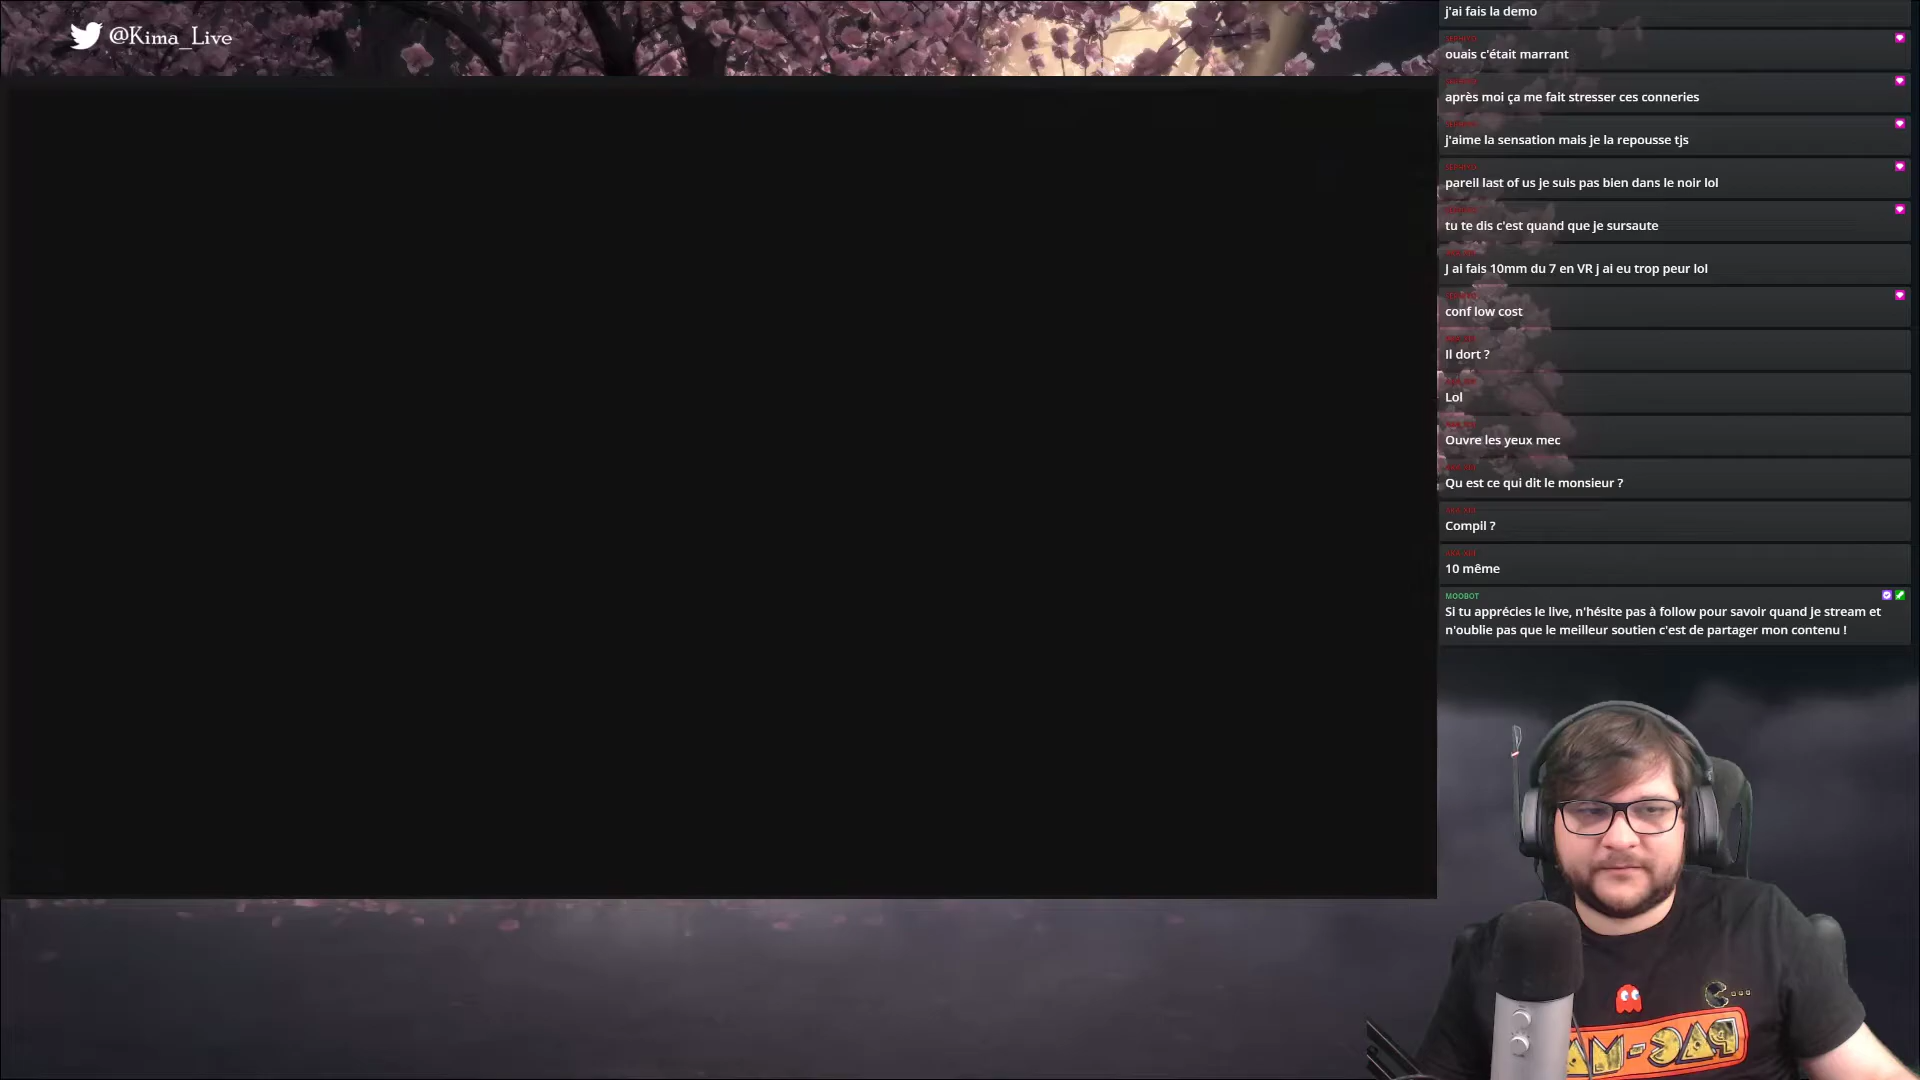 @Kima_Live
j'ai fais la demo
ouais c'était marrant
après moi ça me fait stresser ces conneries
j'aime la sensation mais je la repousse tjs
pareil last of us je suis pas bien dans le noir lol
tu te dis c'est quand que je sursaute
J ai fais 10mm du 7 en VR j ai eu trop peur lol
conf low cost
Il dort ?
Lol
Ouvre les yeux mec
Qu est ce qui dit le monsieur ?
Compil ?
10 même
MOOBOT
Si tu apprécies le live, n'hésite pas à follow pour savoir quand je stream et
n'oublie pas que le meilleur soutien c'est de partager mon contenu !
PAC-MAN